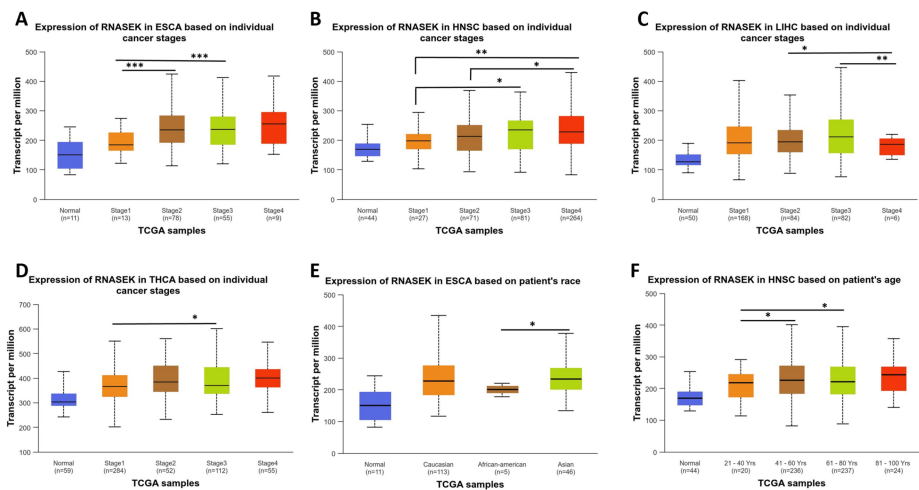 A
Expression of RNASEK in ESCA based on individual
cancer stages
Transcript per million
500
400
300
200
100
0
***
***
Normal
(n=11)
Stage1
(n=13)
Stage2
(n=78)
Stage3
(n=55)
Stage4
(n=9)
TCGA samples
B
Expression of RNASEK in HNSC based on individual
cancer stages
Transcript per million
500
400
300
200
100
0
**
*
*
Normal
(n=44)
Stage1
(n=27)
Stage2
(n=71)
Stage3
(n=81)
Stage4
(n=264)
TCGA samples
C
Expression of RNASEK in LIHC based on individual
cancer stages
Transcript per million
500
400
300
200
100
0
*
**
Normal
(n=50)
Stage1
(n=168)
Stage2
(n=84)
Stage3
(n=82)
Stage4
(n=6)
TCGA samples
D
Expression of RNASEK in THCA based on individual
cancer stages
Transcript per million
700
600
500
400
300
200
100
*
Normal
(n=59)
Stage1
(n=284)
Stage2
(n=52)
Stage3
(n=112)
Stage4
(n=55)
TCGA samples
E
Expression of RNASEK in ESCA based on patient's race
Transcript per million
500
400
300
200
100
0
*
Normal
(n=11)
Caucasian
(n=113)
African-american
(n=5)
Asian
(n=46)
TCGA samples
F
Expression of RNASEK in HNSC based on patient's age
Transcript per million
500
400
300
200
100
0
*
*
Normal
(n=44)
21 - 40 Yrs
(n=20)
41 - 60 Yrs
(n=236)
61 - 80 Yrs
(n=237)
81 - 100 Yrs
(n=24)
TCGA samples